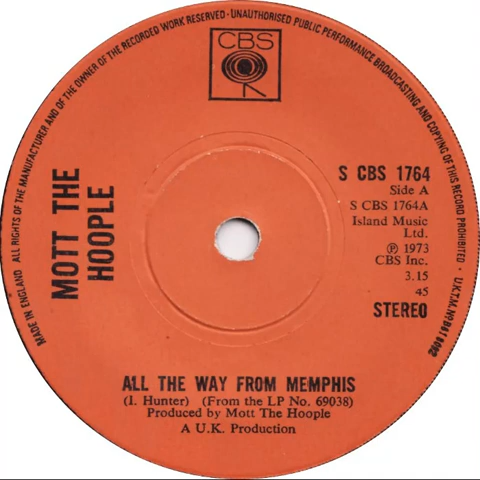 MADE IN ENGLAND ALL RIGHTS OF THE MANUFACTURER AND OF THE OWNER OF THE RECORDED WORK RESERVED - UNAUTHORISED PUBLIC PERFORMANCE BROADCASTING AND COPYING OF THIS RECORD PROHIBITED.
CBS
MOTT THE
HOOPLE
S CBS 1764
Side A
S CBS 1764A
Island Music
Ltd.
℗ 1973
CBS Inc.
3.15
45
STEREO
ALL THE WAY FROM MEMPHIS
(I. Hunter) (From the LP No. 69038)
Produced by Mott The Hoople
A U.K. Production